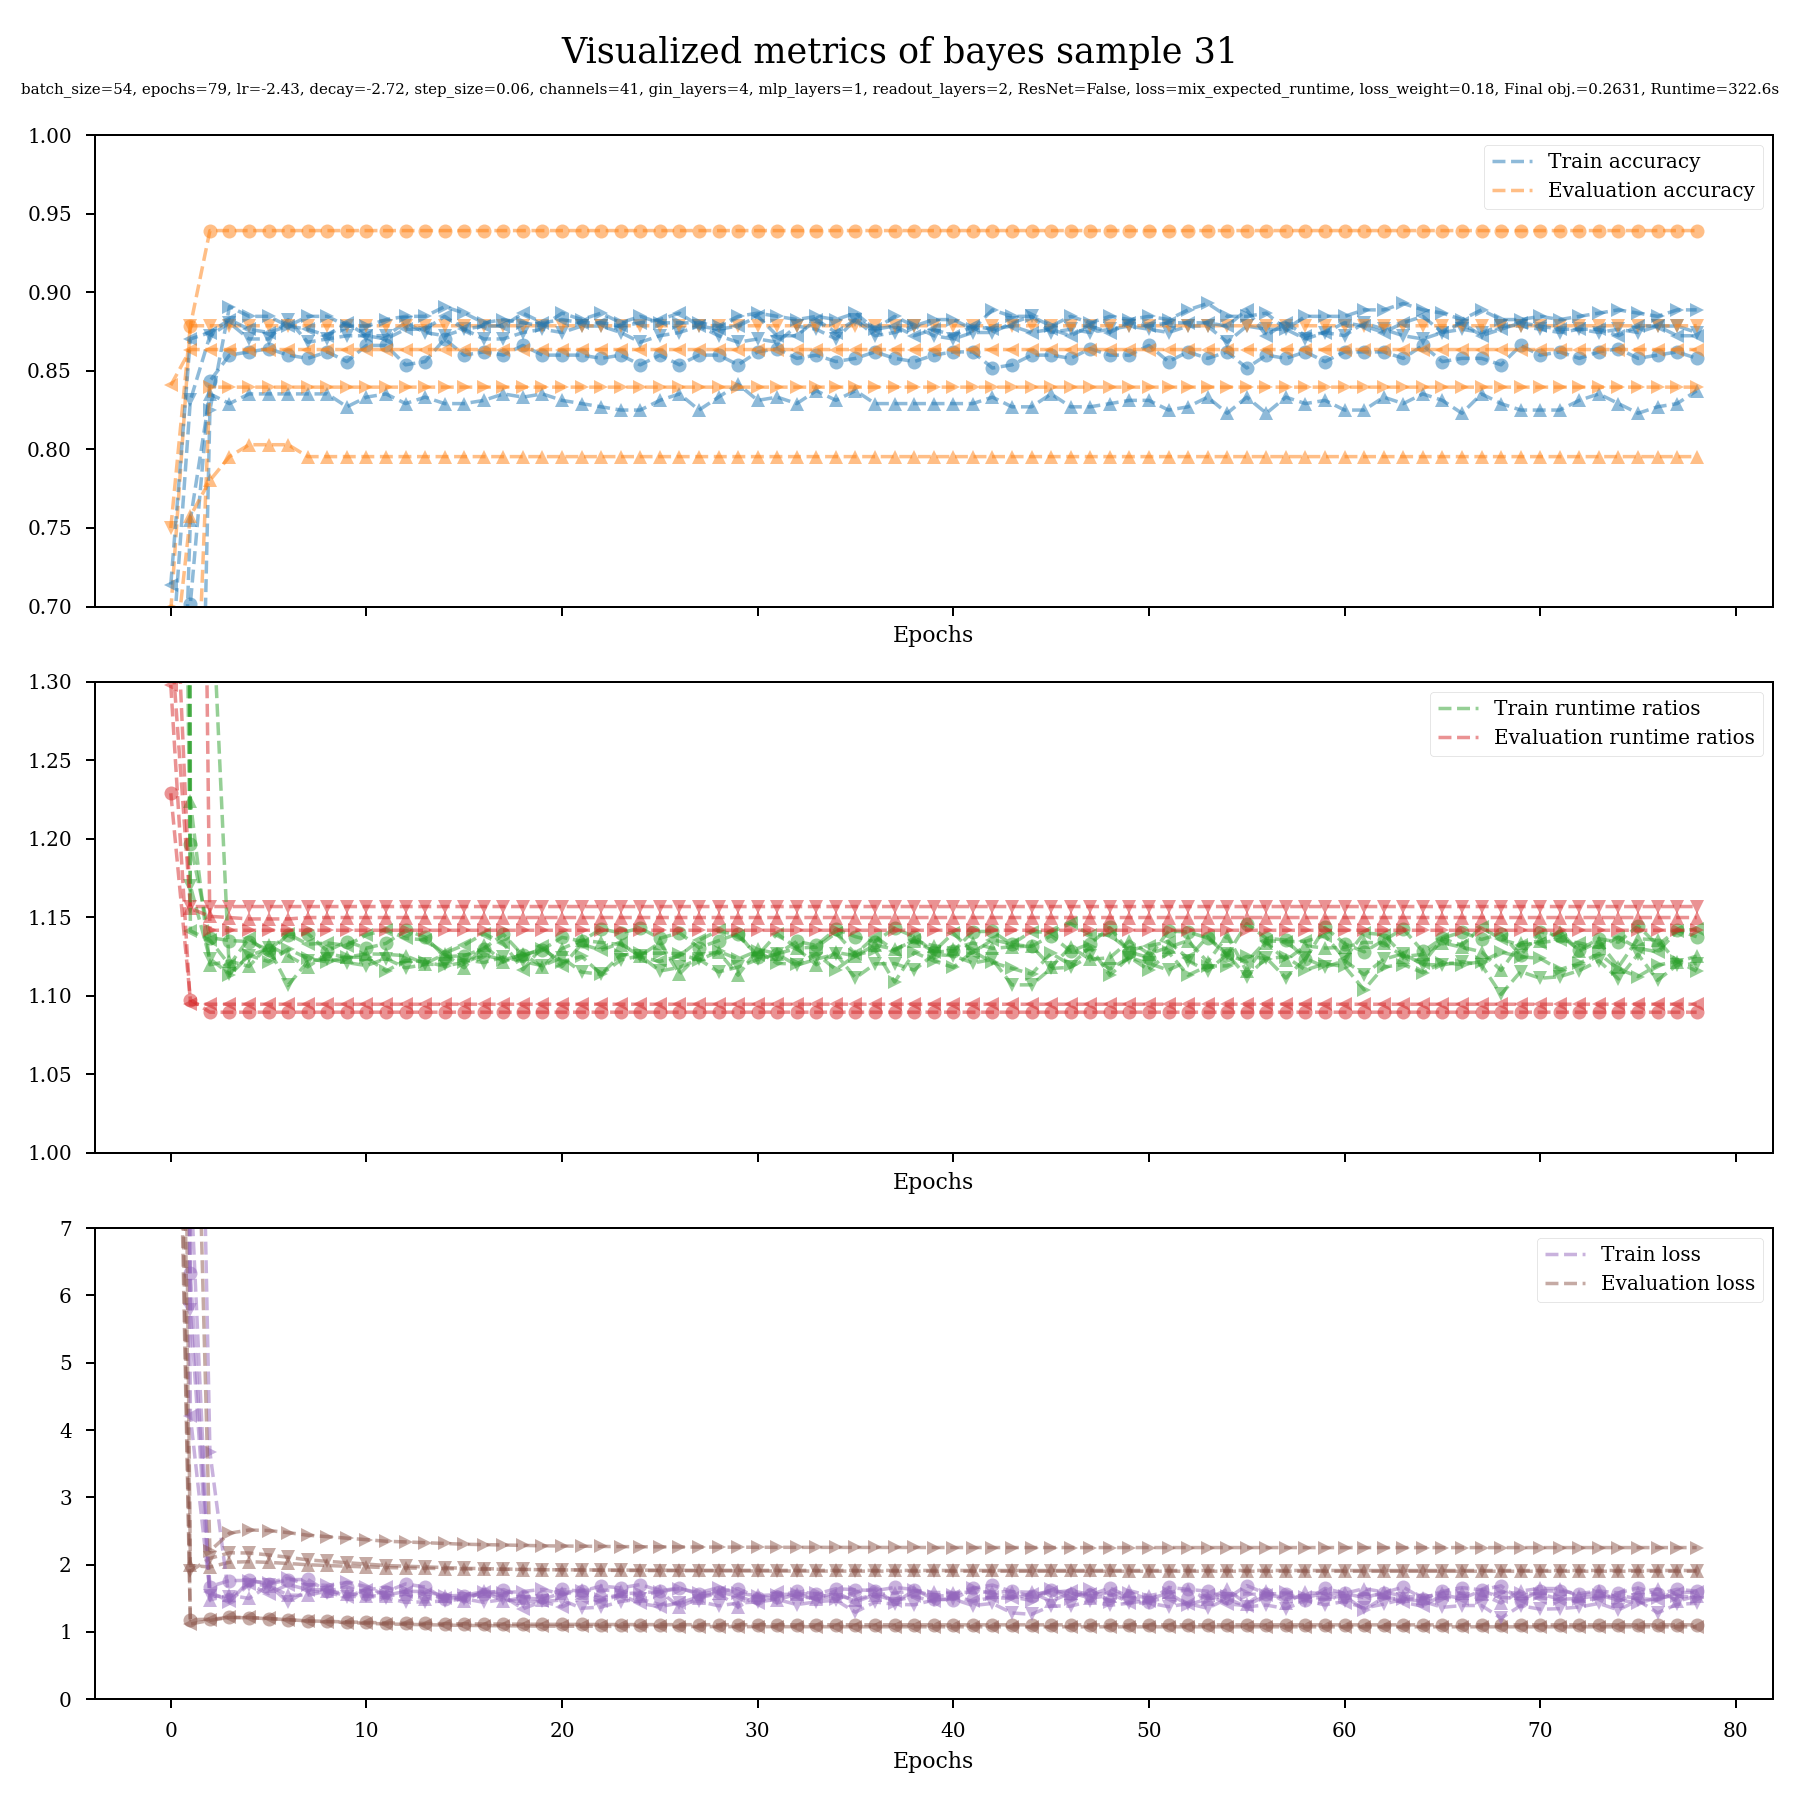 Visualized metrics of bayes sample 31
batch_size=54, epochs=79, lr=-2.43, decay=-2.72, step_size=0.06, channels=41, gin_layers=4, mlp_layers=1, readout_layers=2, ResNet=False, loss=mix_expected_runtime, loss_weight=0.18, Final obj.=0.2631, Runtime=322.6s
1.00
0.95
0.90
0.85
0.80
0.75
0.70
Train accuracy
Evaluation accuracy
Epochs
1.30
1.25
1.20
1.15
1.10
1.05
1.00
Train runtime ratios
Evaluation runtime ratios
Epochs
7
6
5
4
3
2
1
0
Train loss
Evaluation loss
0 10 20 30 40 50 60 70 80
Epochs